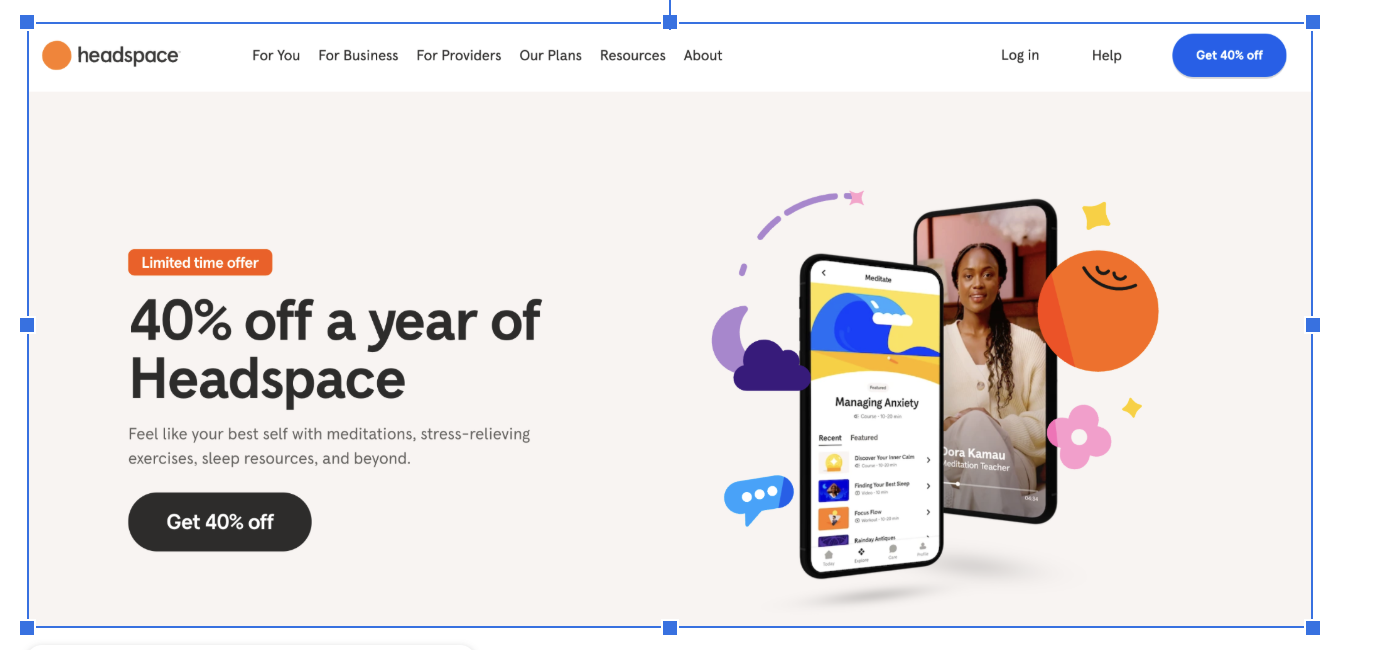 headspace
For You For Business For Providers Our Plans Resources About Log in Help Get 40% off
Limited time offer
40% off a year of
Headspace
Feel like your best self with meditations, stress-relieving
exercises, sleep resources, and beyond.
Get 40% off
Meditate
Featured
Managing Anxiety
Course · 10-20 min
Recent Featured
Discover Your Inner Calm
Course · 10-20 min
Finding Your Best Sleep
Video · 10 min
Focus Flow
Workout · 10-20 min
Rainday Antiques
Today Explore Care Profile
Dora Kamau
Meditation Teacher